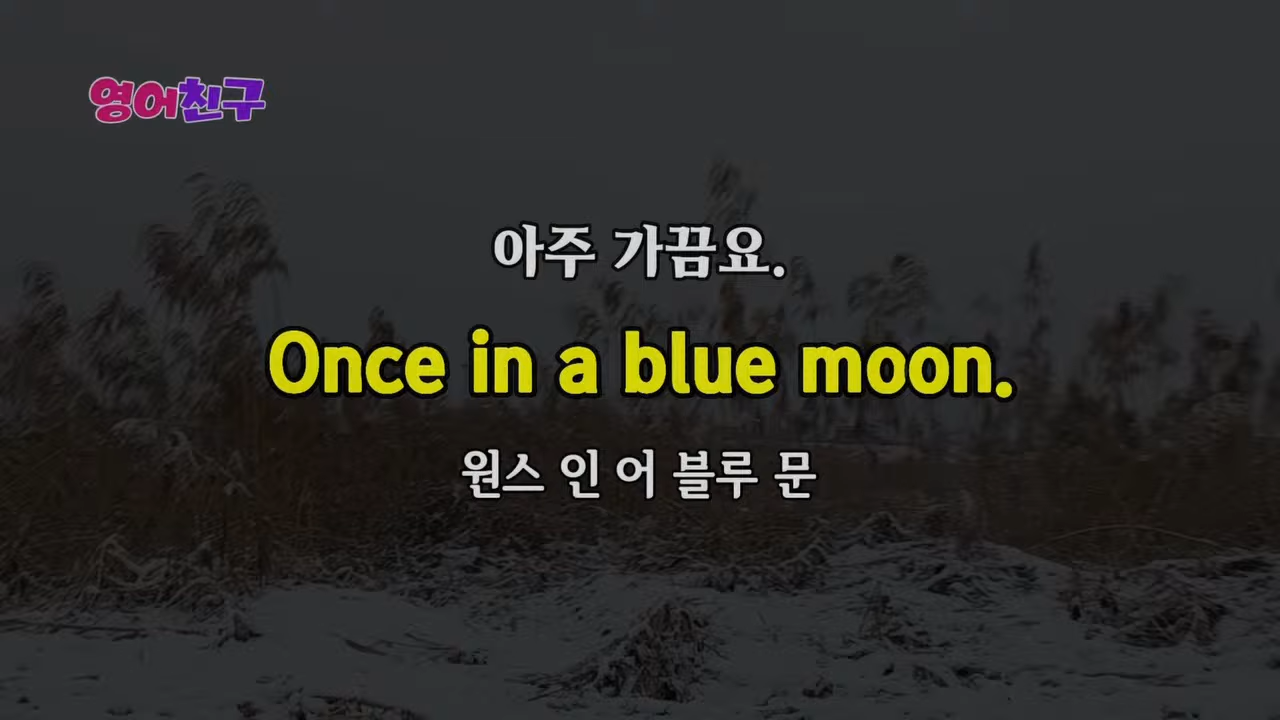 영어친구
아주 가끔요.
Once in a blue moon.
원스 인 어 블루 문